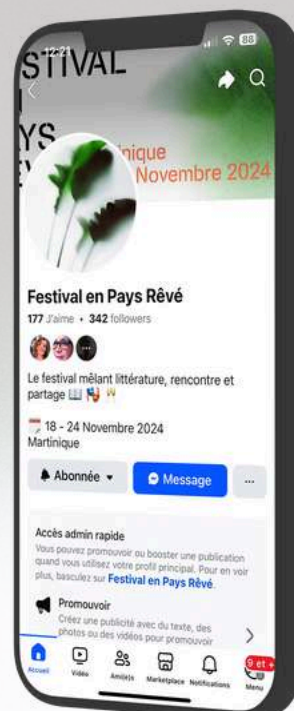 12:21
88
STIVAL
YS
nique
Novembre 2024
Festival en Pays Rêvé
177 J'aime • 342 followers
Le festival mêlant littérature, rencontre et
partage 📖 🎭 🥂
🗓️ 18 - 24 Novembre 2024
Martinique
Abonnée
Message
...
Accès admin rapide
Vous pouvez promouvoir ou booster une publication
quand vous utilisez votre profil principal. Pour en voir
plus, basculez sur Festival en Pays Rêvé.
Promouvoir
Créez une publicité avec du texte, des
photos ou des vidéos pour promouvoir
9 et +
Accueil
Vidéo
Ami(e)s
Marketplace
Notifications
Menu